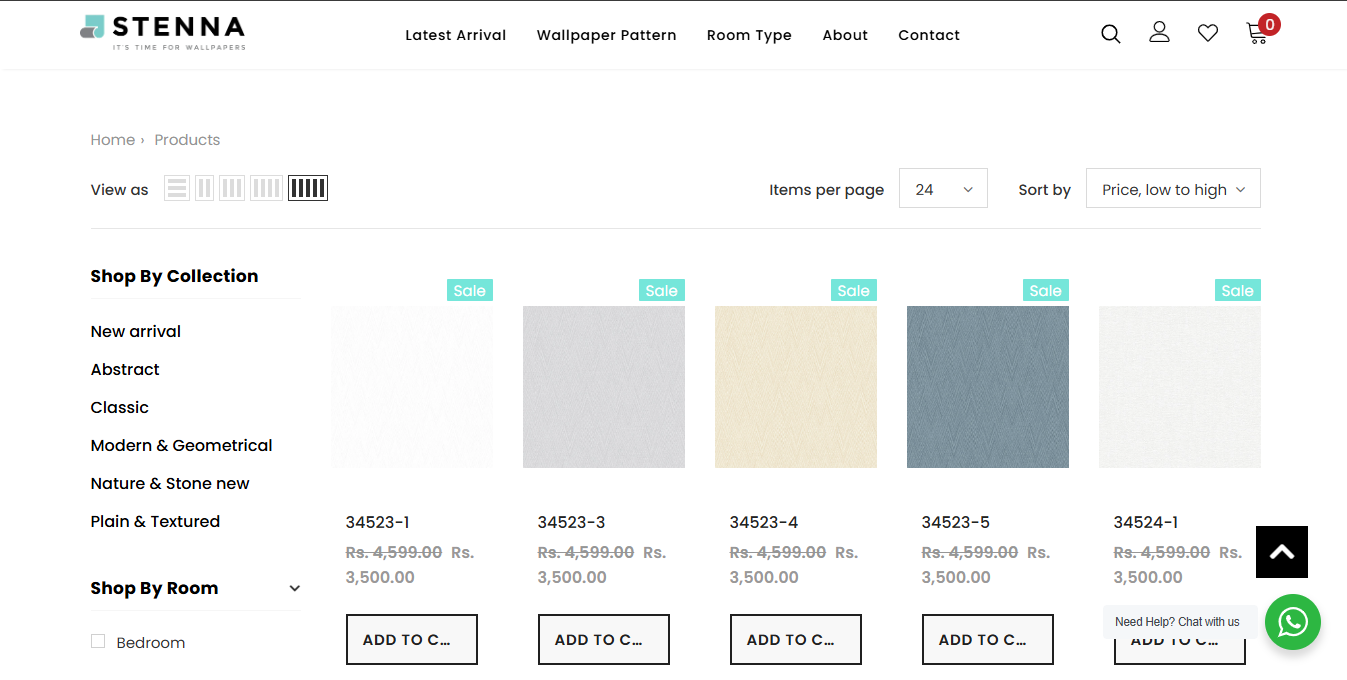 STENNA
IT'S TIME FOR WALLPAPERS
Latest Arrival Wallpaper Pattern Room Type About Contact
0
Home › Products
View as
Items per page 24 Sort by Price, low to high
Shop By Collection
New arrival
Abstract
Classic
Modern & Geometrical
Nature & Stone new
Plain & Textured
Shop By Room
Bedroom
Sale Sale Sale Sale Sale
34523-1 34523-3 34523-4 34523-5 34524-1
Rs. 4,599.00 Rs. Rs. 4,599.00 Rs. Rs. 4,599.00 Rs. Rs. 4,599.00 Rs. Rs. 4,599.00 Rs.
3,500.00 3,500.00 3,500.00 3,500.00 3,500.00
ADD TO C... ADD TO C... ADD TO C... ADD TO C... ADD TO C...
Need Help? Chat with us